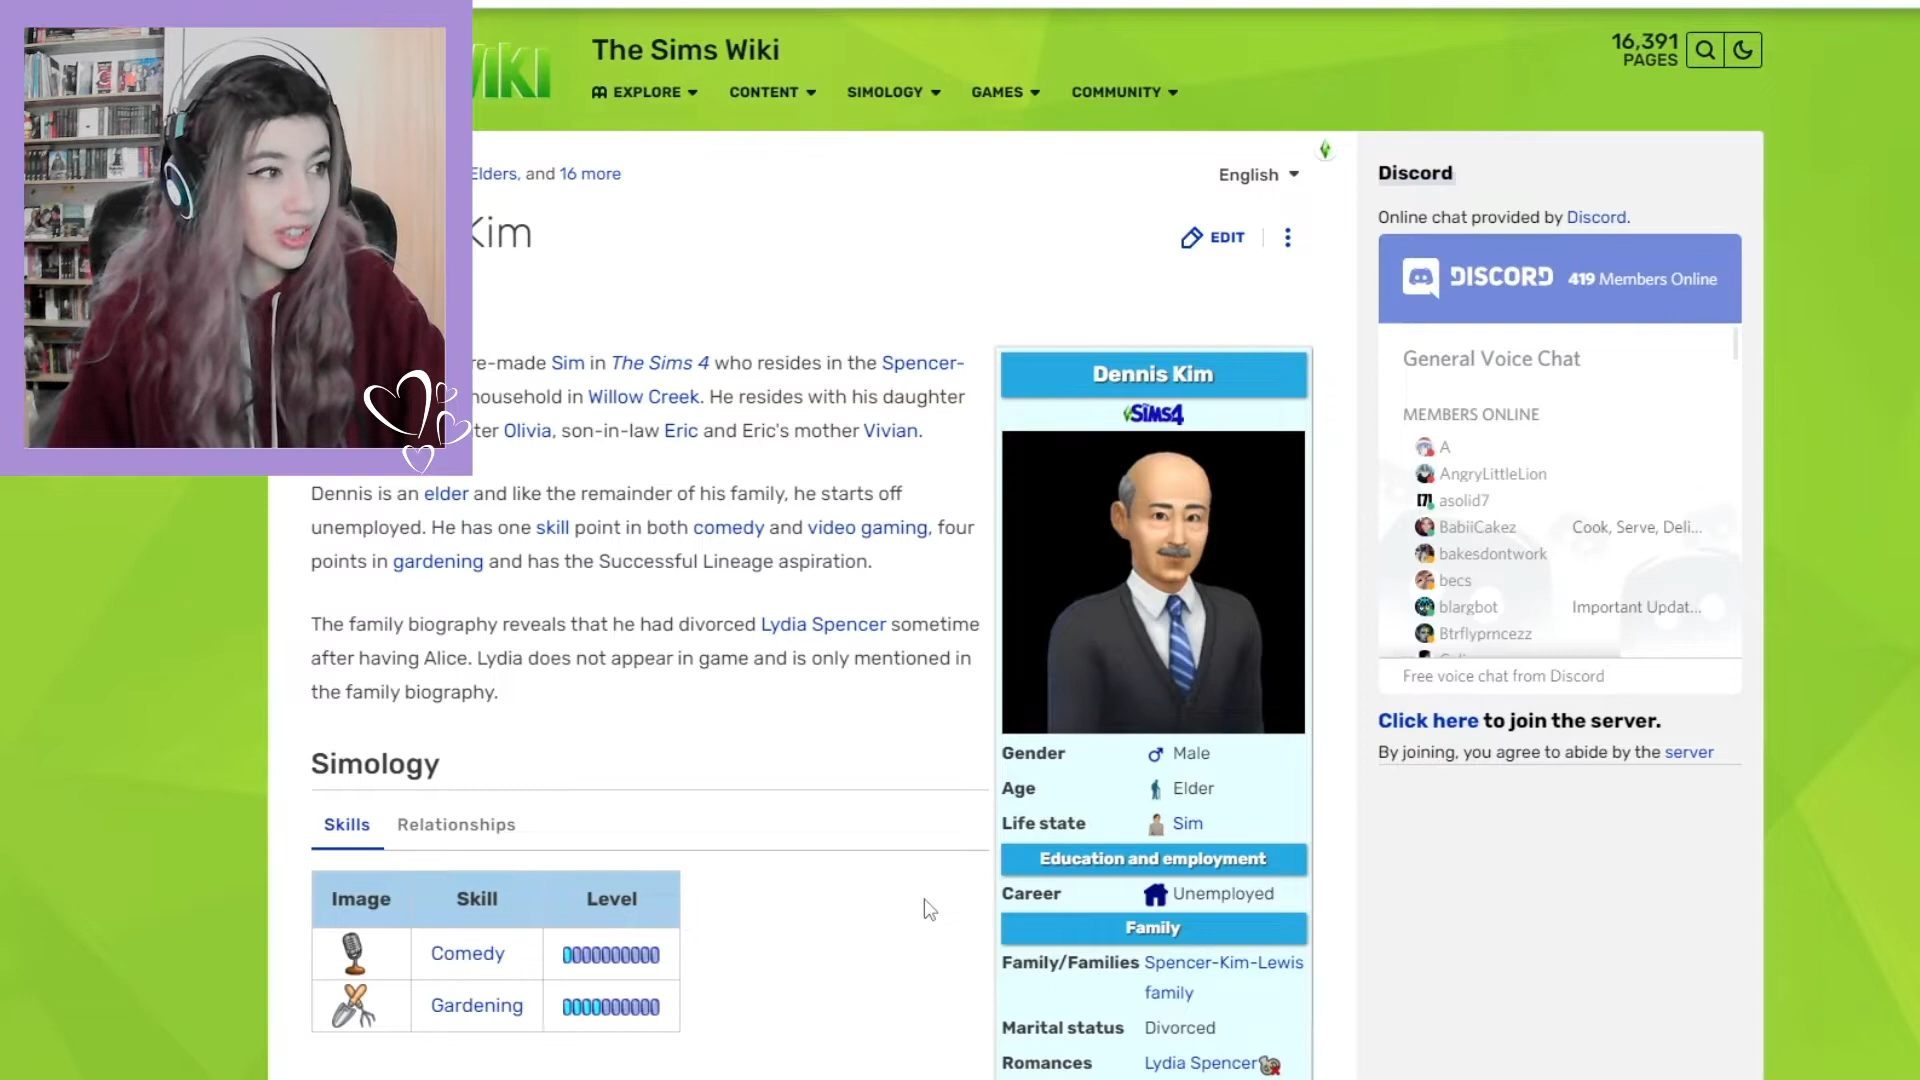 WIKI
The Sims Wiki
16,391
PAGES
EXPLORE
CONTENT
SIMOLOGY
GAMES
COMMUNITY
Elders, and 16 more
English
Kim
EDIT
re-made Sim in The Sims 4 who resides in the Spencer-
household in Willow Creek. He resides with his daughter
ter Olivia, son-in-law Eric and Eric's mother Vivian.
Dennis is an elder and like the remainder of his family, he starts off
unemployed. He has one skill point in both comedy and video gaming, four
points in gardening and has the Successful Lineage aspiration.
The family biography reveals that he had divorced Lydia Spencer sometime
after having Alice. Lydia does not appear in game and is only mentioned in
the family biography.
Simology
Skills Relationships
Image Skill Level
Comedy
Gardening
Dennis Kim
SiMS4
Gender Male
Age Elder
Life state Sim
Education and employment
Career Unemployed
Family
Family/Families Spencer-Kim-Lewis
family
Marital status Divorced
Romances Lydia Spencer
Discord
Online chat provided by Discord.
DISCORD 419 Members Online
General Voice Chat
MEMBERS ONLINE
A
AngryLittleLion
asolid7
BabiiCakez Cook, Serve, Deli...
bakesdontwork
becs
blargbot Important Updat...
Btrflyprncezz
Free voice chat from Discord
Click here to join the server.
By joining, you agree to abide by the server